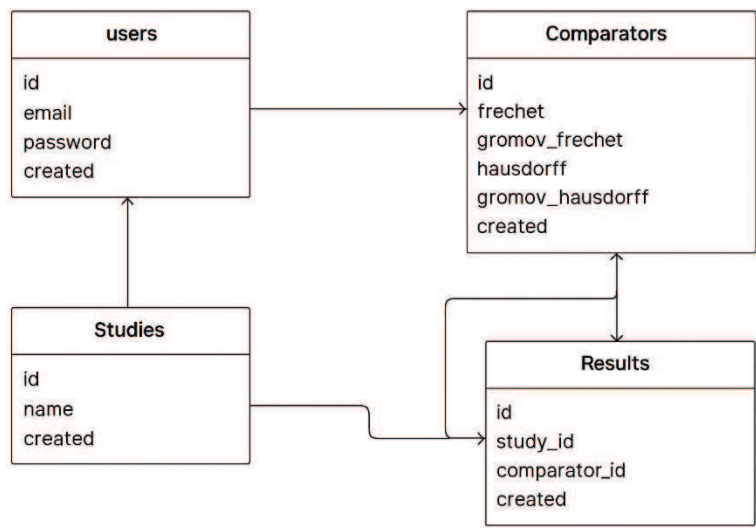 users
id
email
password
created
Comparators
id
frechet
gromov_frechet
hausdorff
gromov_hausdorff
created
Studies
id
name
created
Results
id
study_id
comparator_id
created